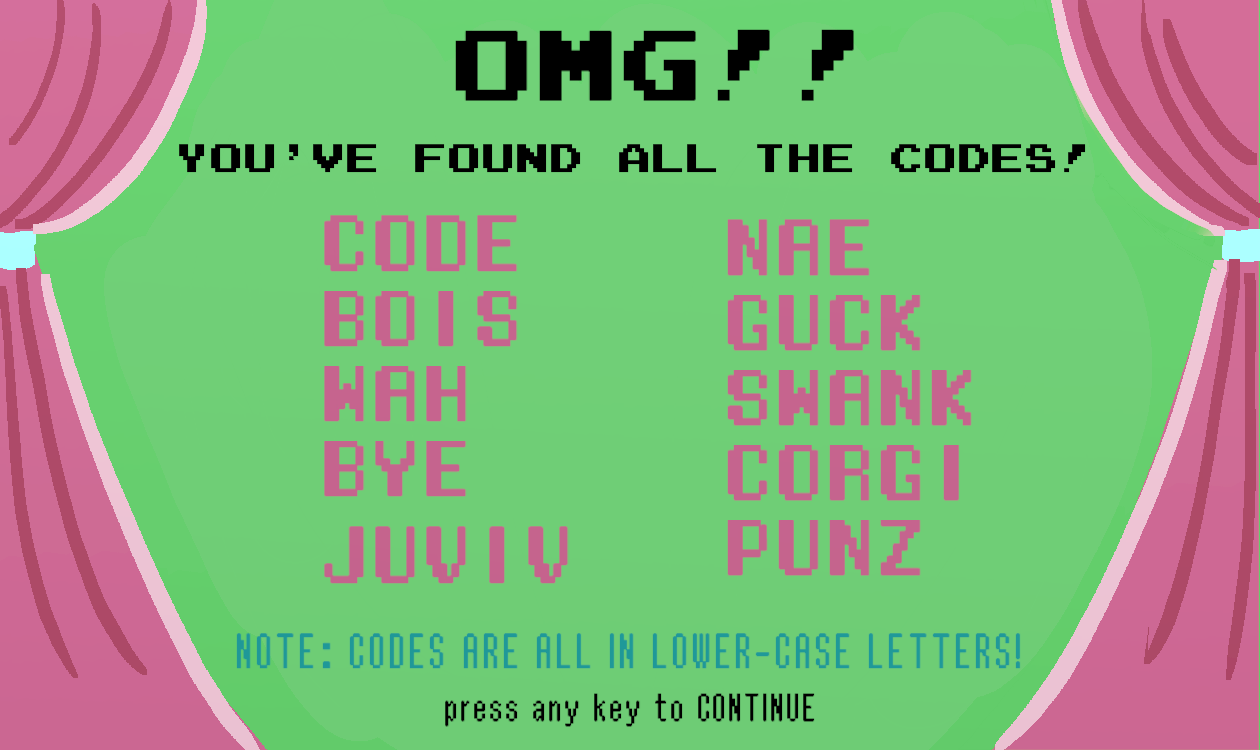 OMG!!
YOU'VE FOUND ALL THE CODES!
CODE
BOIS
WAH
BYE
JUVIV
NAE
GUCK
SWANK
CORGI
PUNZ
NOTE: CODES ARE ALL IN LOWER-CASE LETTERS!
press any key to CONTINUE